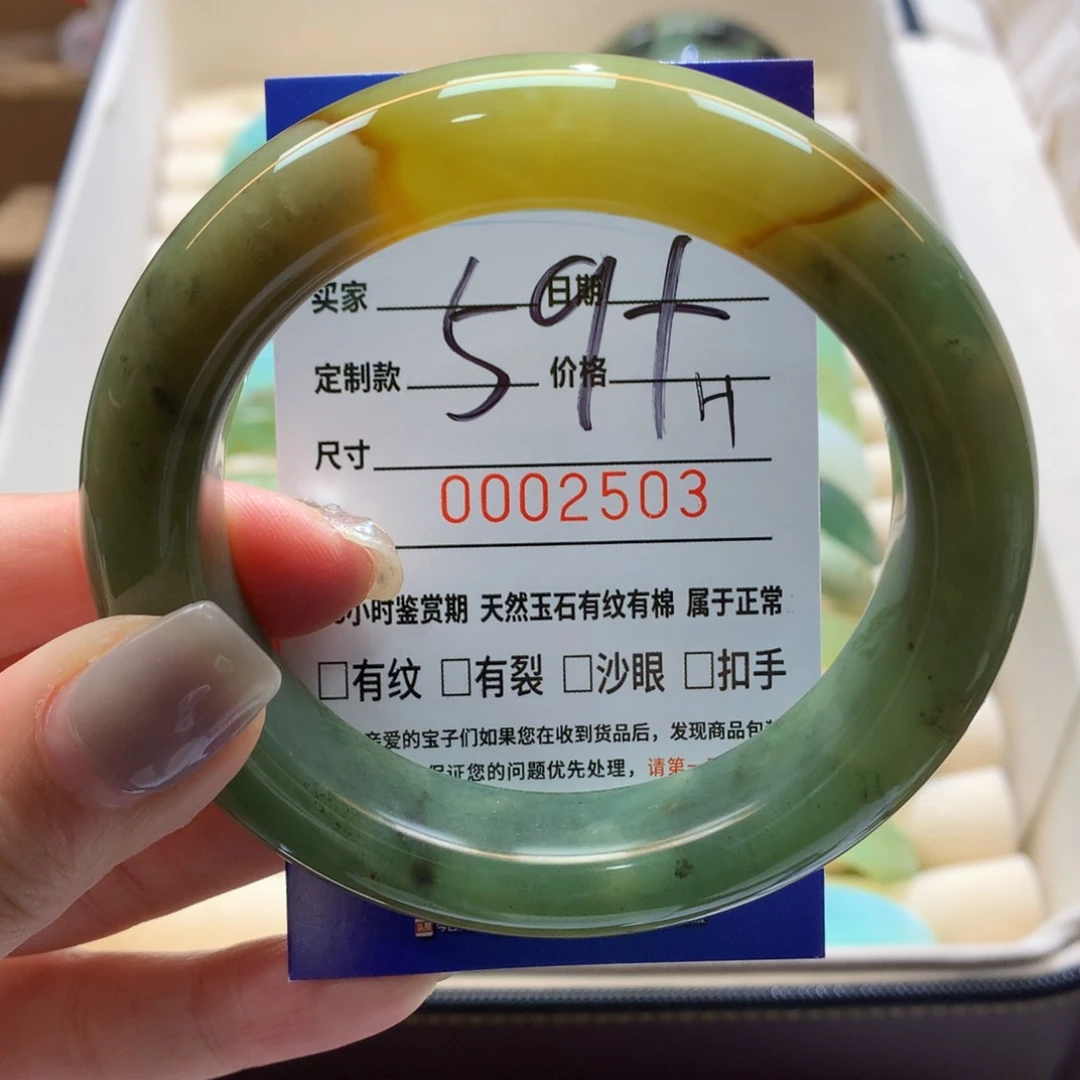 买家 日期
59+
定制款 价格
H
尺寸
0002503
小时鉴赏期 天然玉石有纹有棉 属于正常
□有纹 □有裂 □沙眼 □扣手
亲爱的宝子们如果您在收到货品后，发现商品包
保证您的问题优先处理，请第一